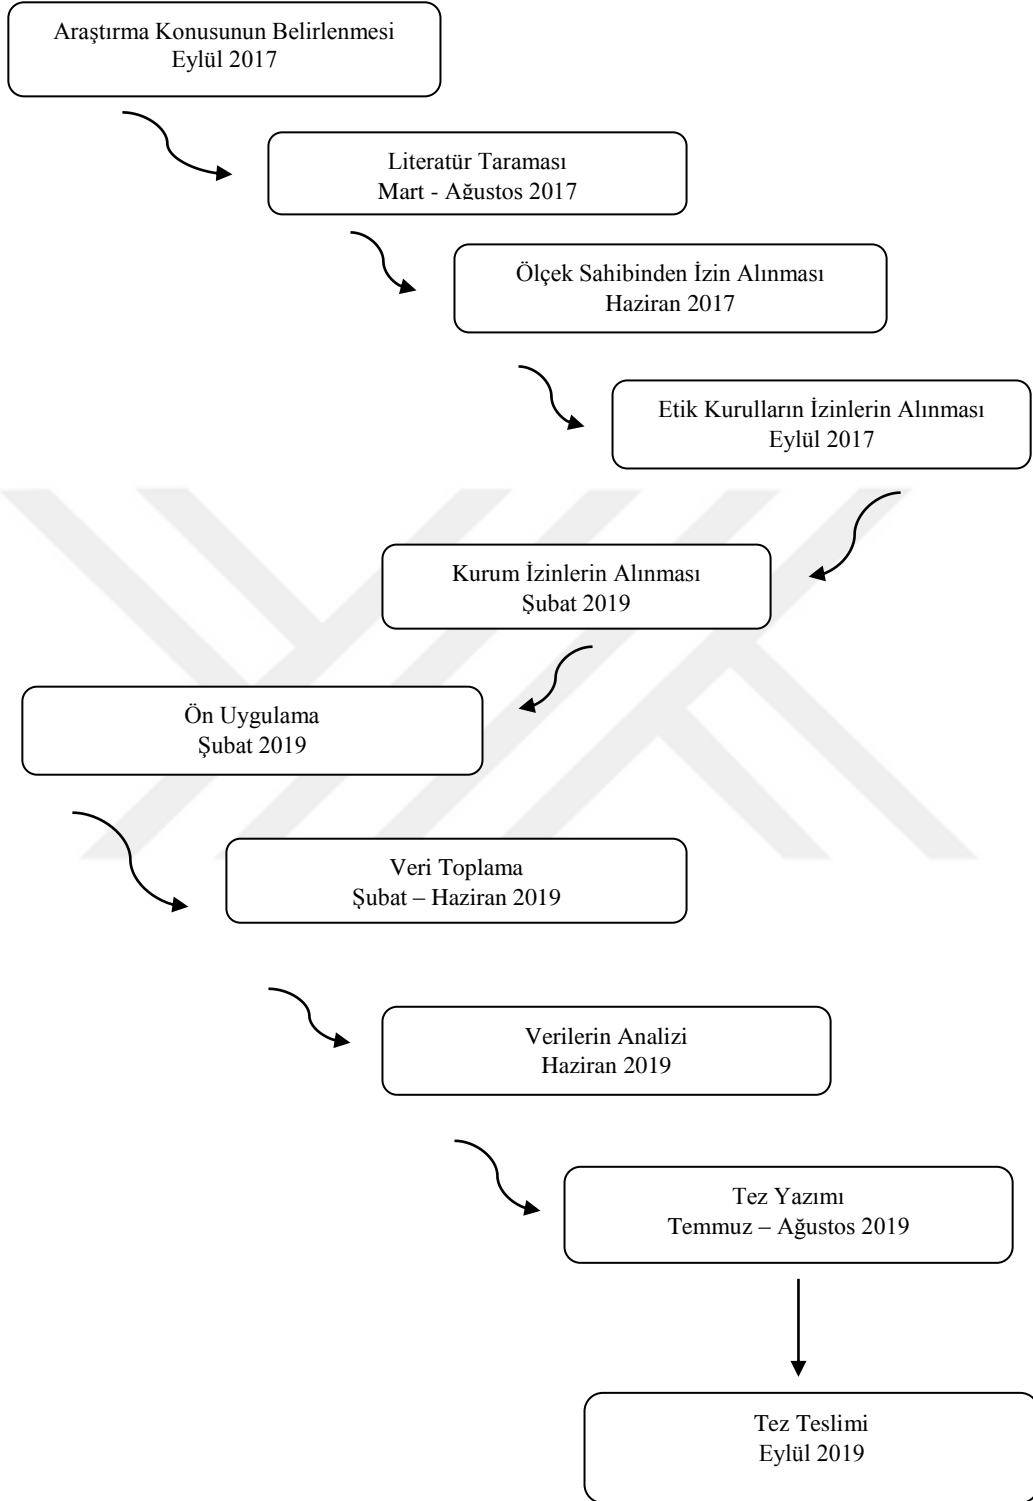 Araştırma Konusunun Belirlenmesi
Eylül 2017
Literatür Taraması
Mart - Ağustos 2017
Ölçek Sahibinden İzin Alınması
Haziran 2017
Etik Kurulların İzinlerin Alınması
Eylül 2017
Kurum İzinlerin Alınması
Şubat 2019
Ön Uygulama
Şubat 2019
Veri Toplama
Şubat – Haziran 2019
Verilerin Analizi
Haziran 2019
Tez Yazımı
Temmuz – Ağustos 2019
Tez Teslimi
Eylül 2019